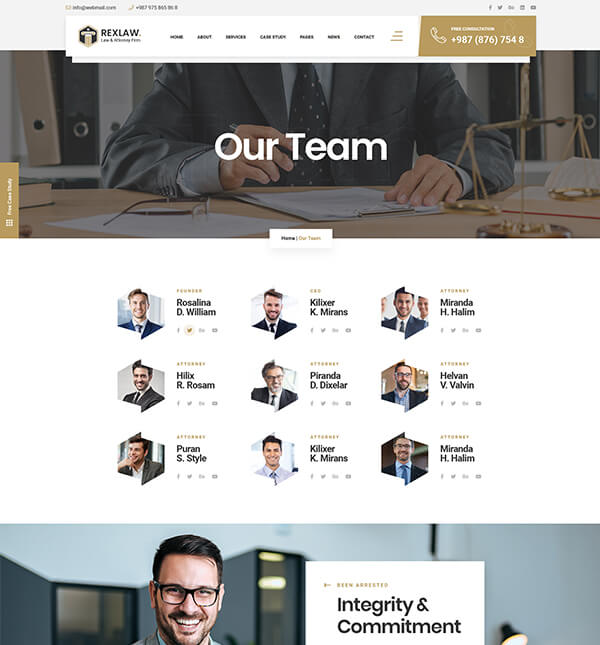 info@webmail.com +987 975 865 86 8
REXLAW.
Law & Attorney Firm
HOME ABOUT SERVICES CASE STUDY PAGES NEWS CONTACT
FREE CONSULTATION
+987 (876) 754 8
Our Team
Free Case Study
Home | Our Team
FOUNDER
Rosalina
D. William
CEO
Kilixer
K. Mirans
ATTORNEY
Miranda
H. Halim
ATTORNEY
Hilix
R. Rosam
ATTORNEY
Piranda
D. Dixelar
ATTORNEY
Helvan
V. Valvin
ATTORNEY
Puran
S. Style
ATTORNEY
Kilixer
K. Mirans
ATTORNEY
Miranda
H. Halim
BEEN ARRESTED
Integrity &
Commitment